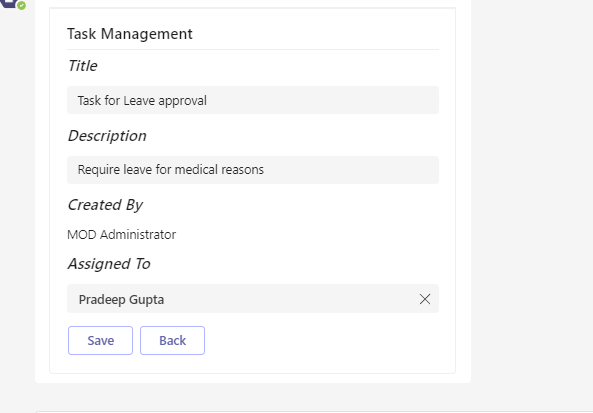 Task Management
Title
Task for Leave approval
Description
Require leave for medical reasons
Created By
MOD Administrator
Assigned To
Pradeep Gupta
Save Back